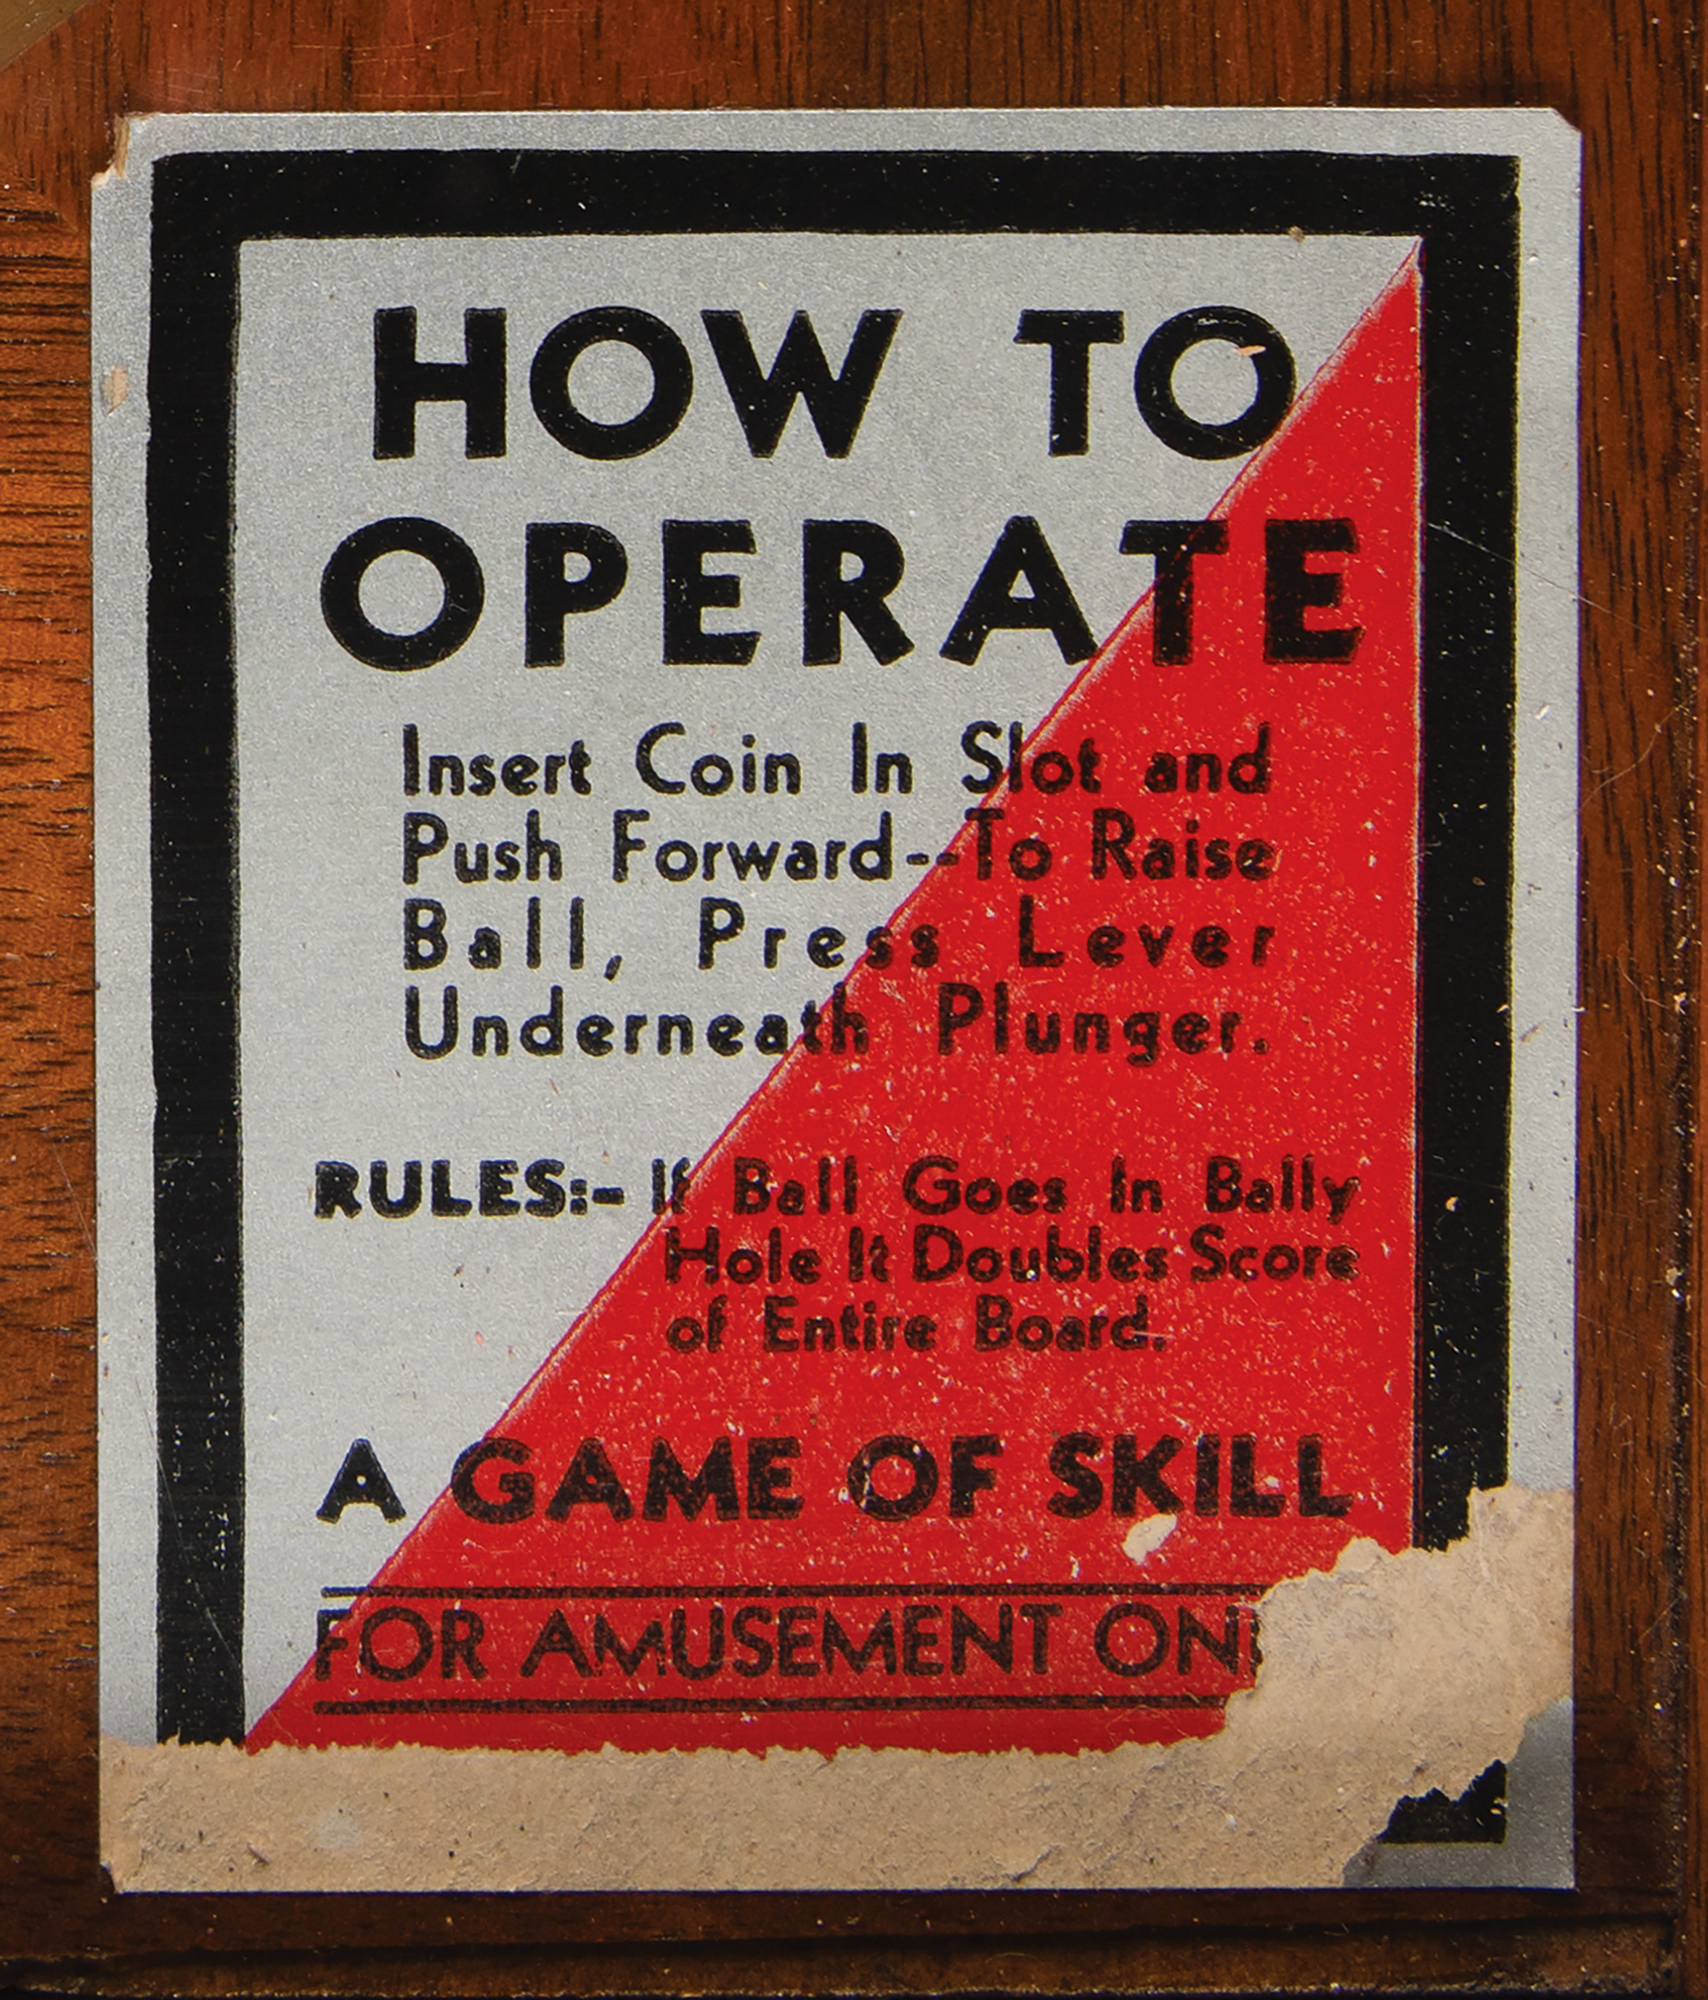 HOW TO
OPERATE
Insert Coin In Slot and
Push Forward--To Raise
Ball, Press Lever
Underneath Plunger.
RULES:- If Ball Goes In Bally
Hole It Doubles Score
of Entire Board.
A GAME OF SKILL
FOR AMUSEMENT